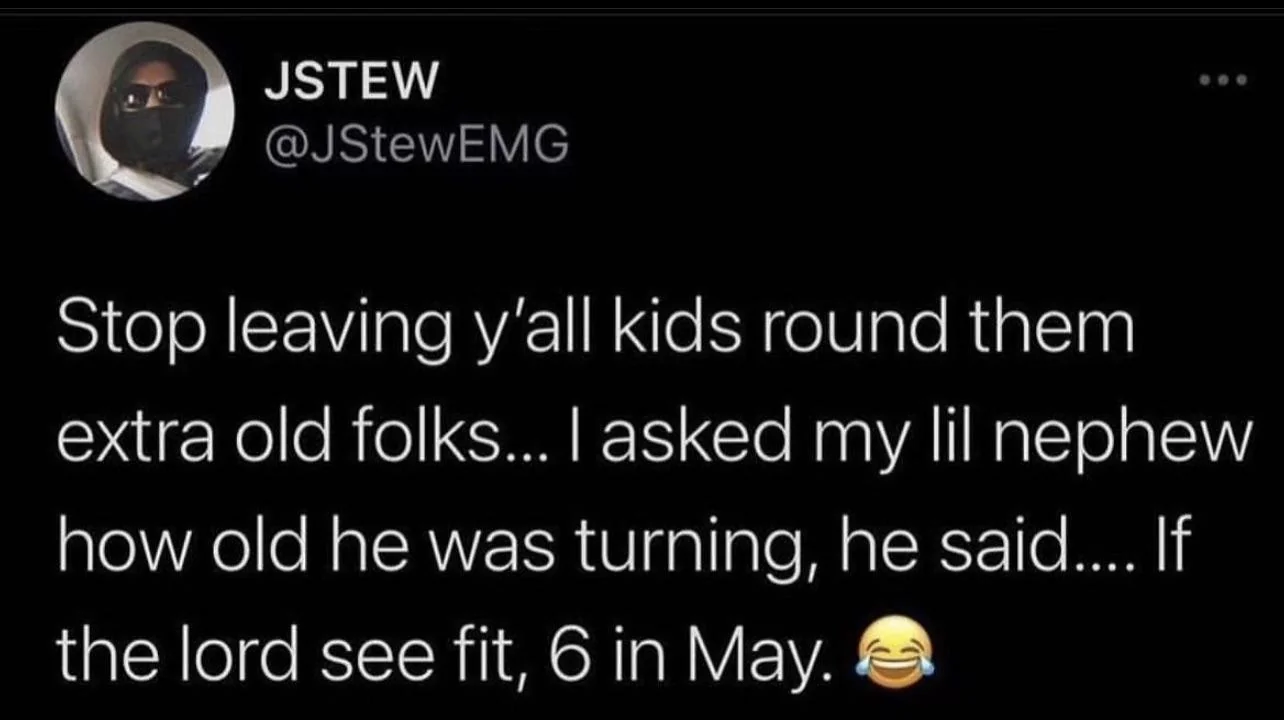 JSTEW
@JStewEMG
Stop leaving y’all kids round them
extra old folks... I asked my lil nephew
how old he was turning, he said.... If
the lord see fit, 6 in May. 😂